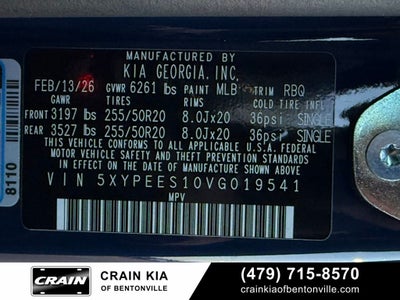 MANUFACTURED BY
KIA GEORGIA, INC.
FEB/13/26 GVWR 6261 lbs PAINT MLB TRIM RBQ
GAWR TIRES RIMS COLD TIRE INFL
FRONT 3197 lbs 255/50R20 8.0Jx20 36psi SINGLE
REAR 3527 lbs 255/50R20 8.0Jx20 36psi SINGLE
THIS VEHICLE CONFORMS TO ALL APPLICABLE U.S. FEDERAL
MOTOR VEHICLE SAFETY STANDARDS IN EFFECT ON THE
DATE OF MANUFACTURE SHOWN ABOVE.
VIN 5XYPEES10VG019541
MPV
8110
CRAIN
CRAIN KIA
OF BENTONVILLE
(479) 715-8570
crainkiaofbentonville.com